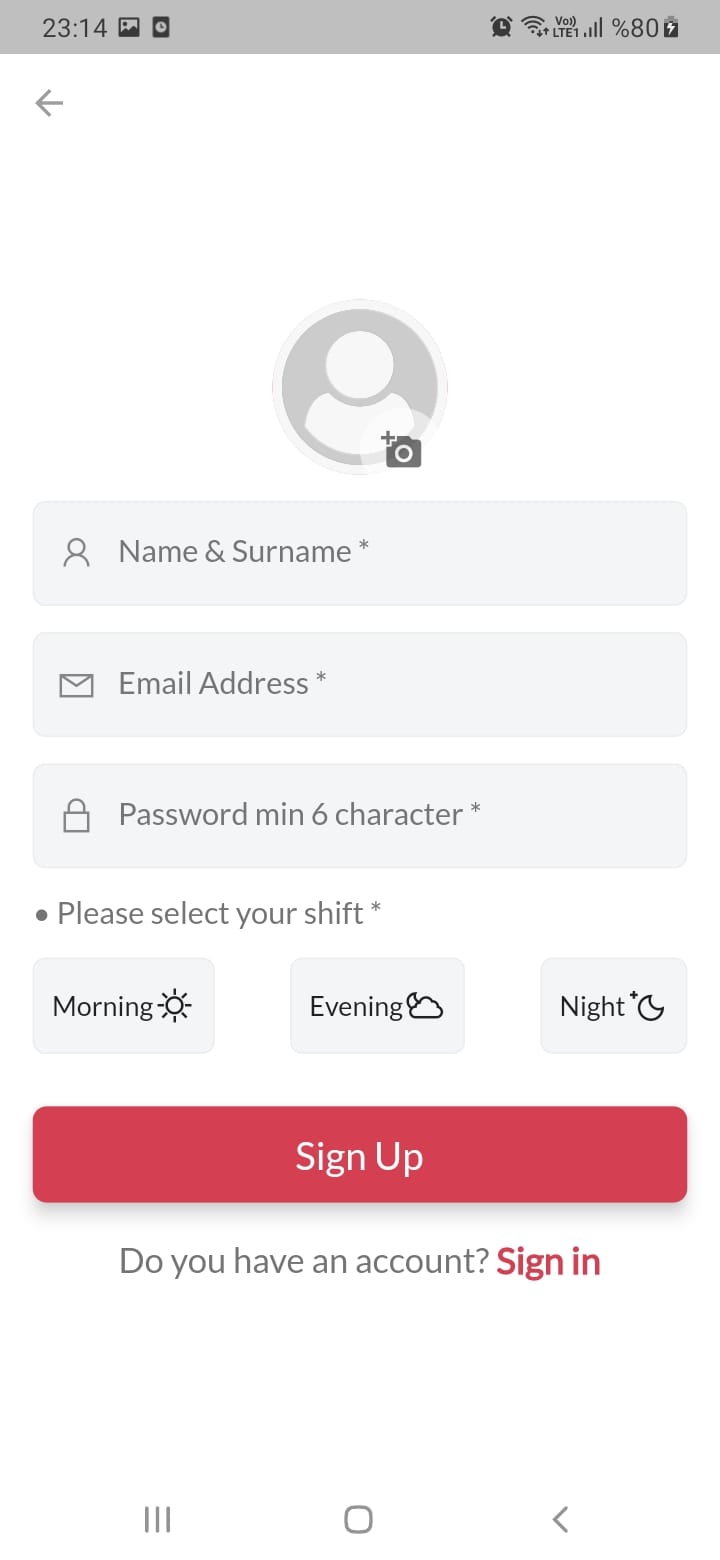 23:14 Vo)) LTE1 %80
Name & Surname *
Email Address *
Password min 6 character *
• Please select your shift *
Morning Evening Night
Sign Up
Do you have an account? Sign in